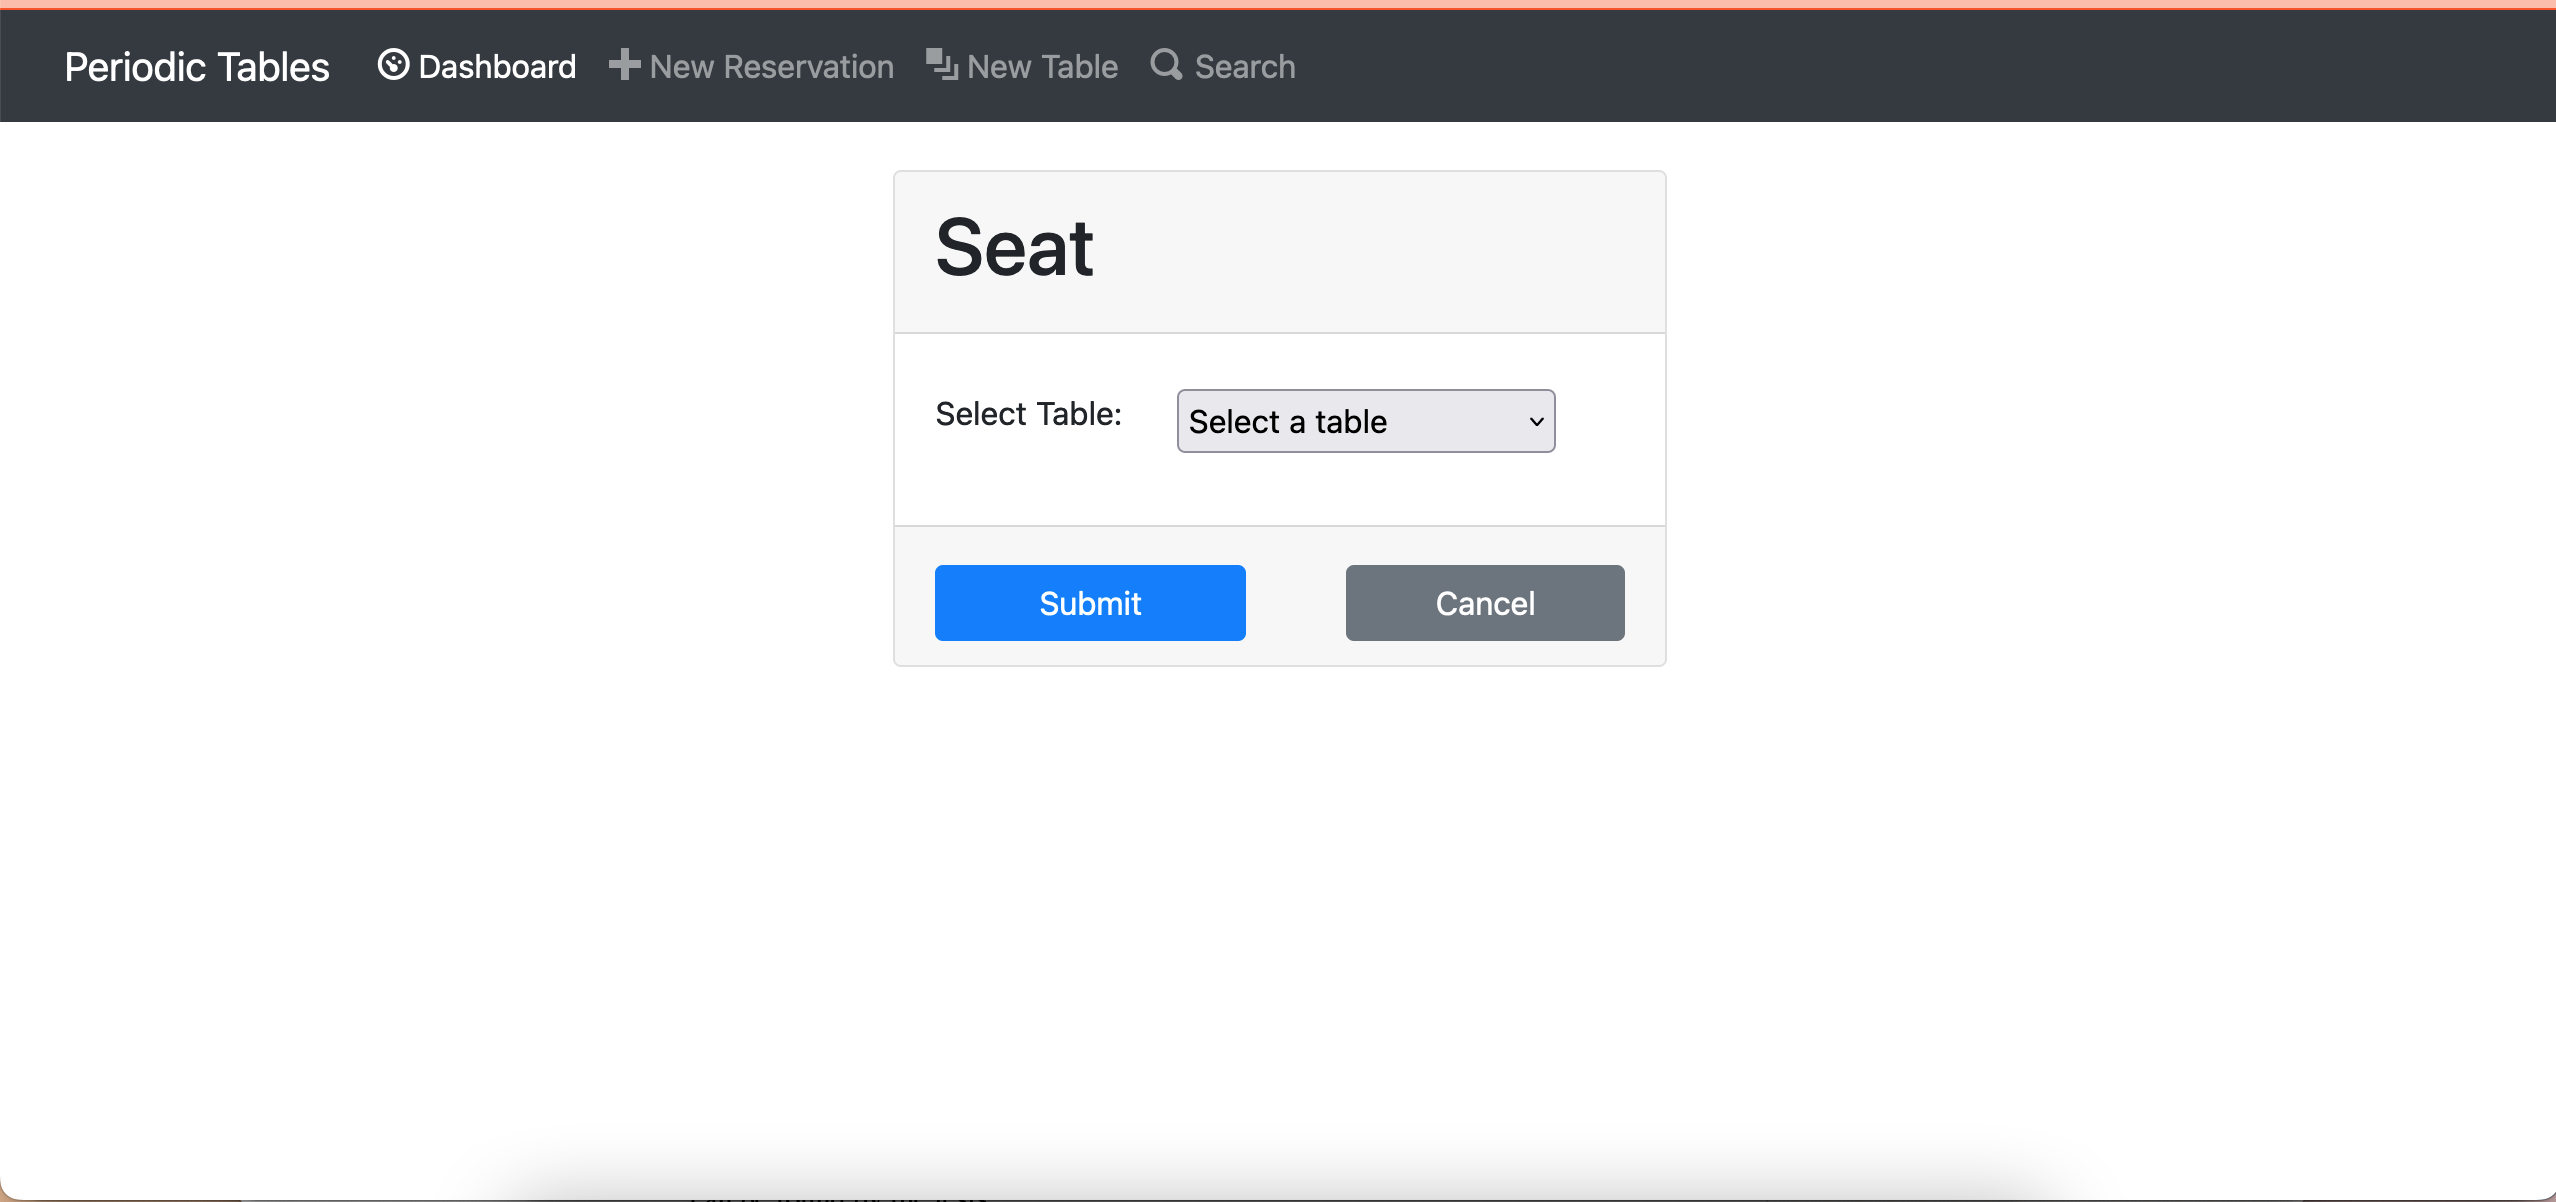 Periodic Tables Dashboard New Reservation New Table Search
Seat
Select Table: Select a table
Submit Cancel